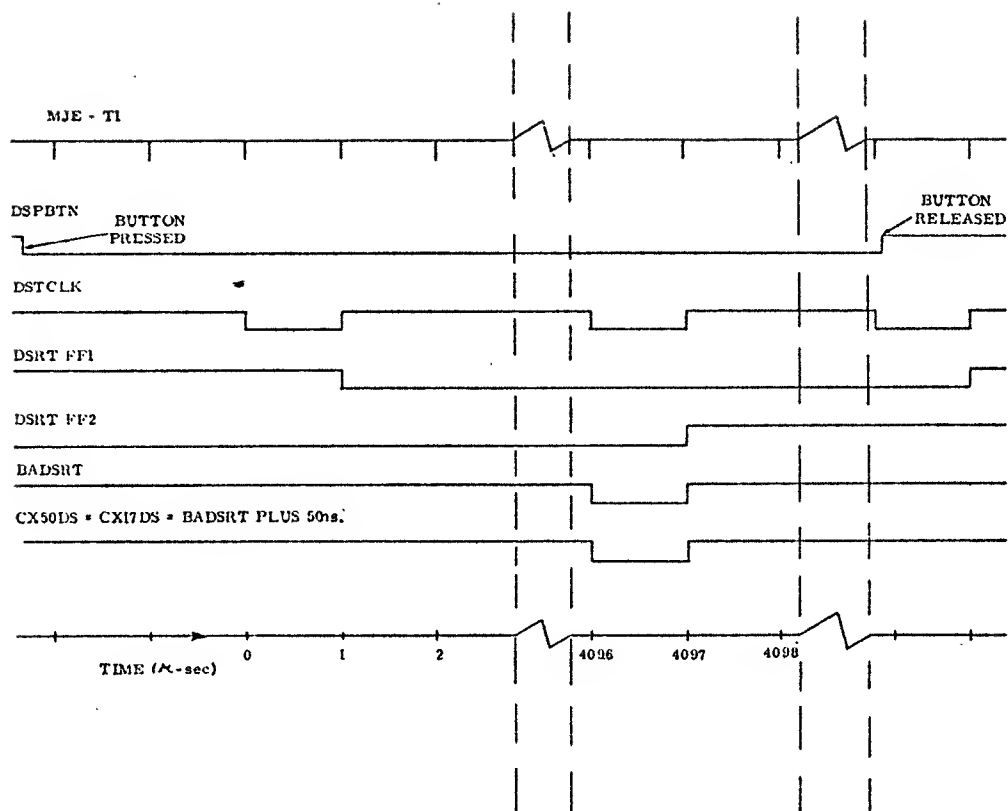 MJE - T1
DSPBTN
BUTTON
PRESSED
BUTTON
RELEASED
DSTCLK
DSRT FF1
DSRT FF2
BADSRT
CX50DS = CX17DS = BADSRT PLUS 50ns.
0 1 2 4096 4097 4098
TIME (μ-sec)